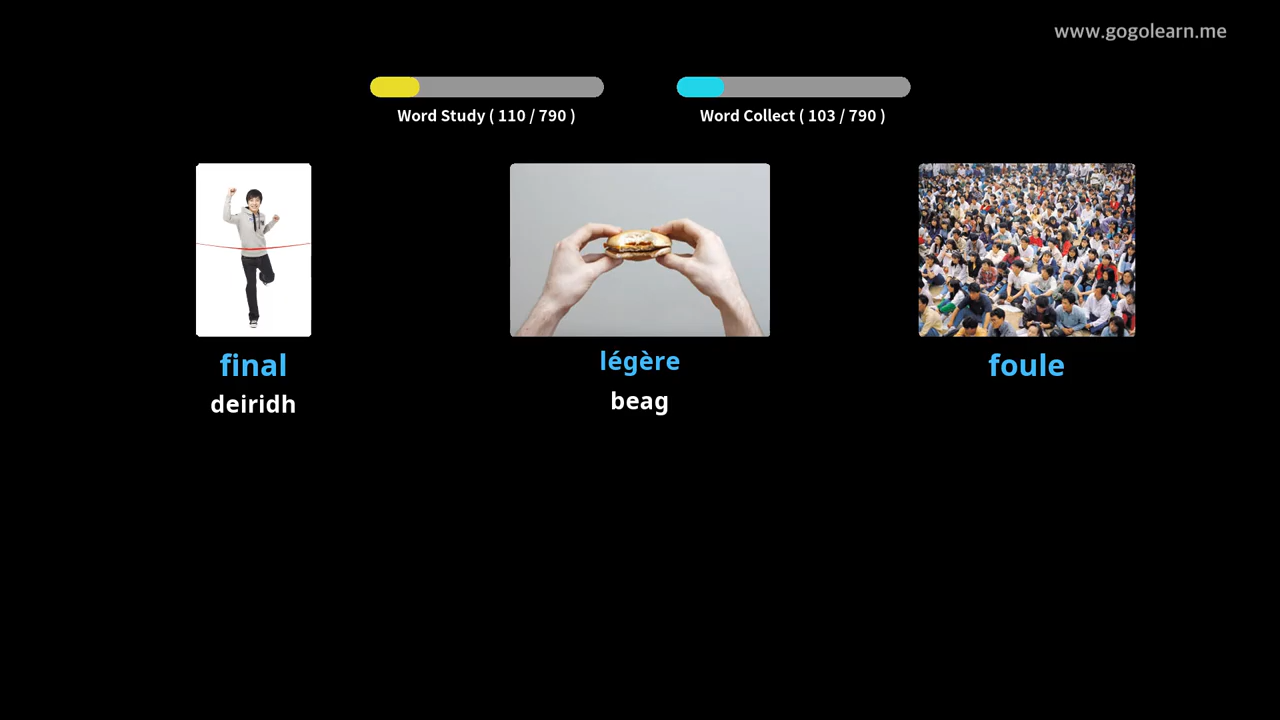 www.gogolearn.me
Word Study ( 110 / 790 )
Word Collect ( 103 / 790 )
final
légère
foule
deiridh
beag